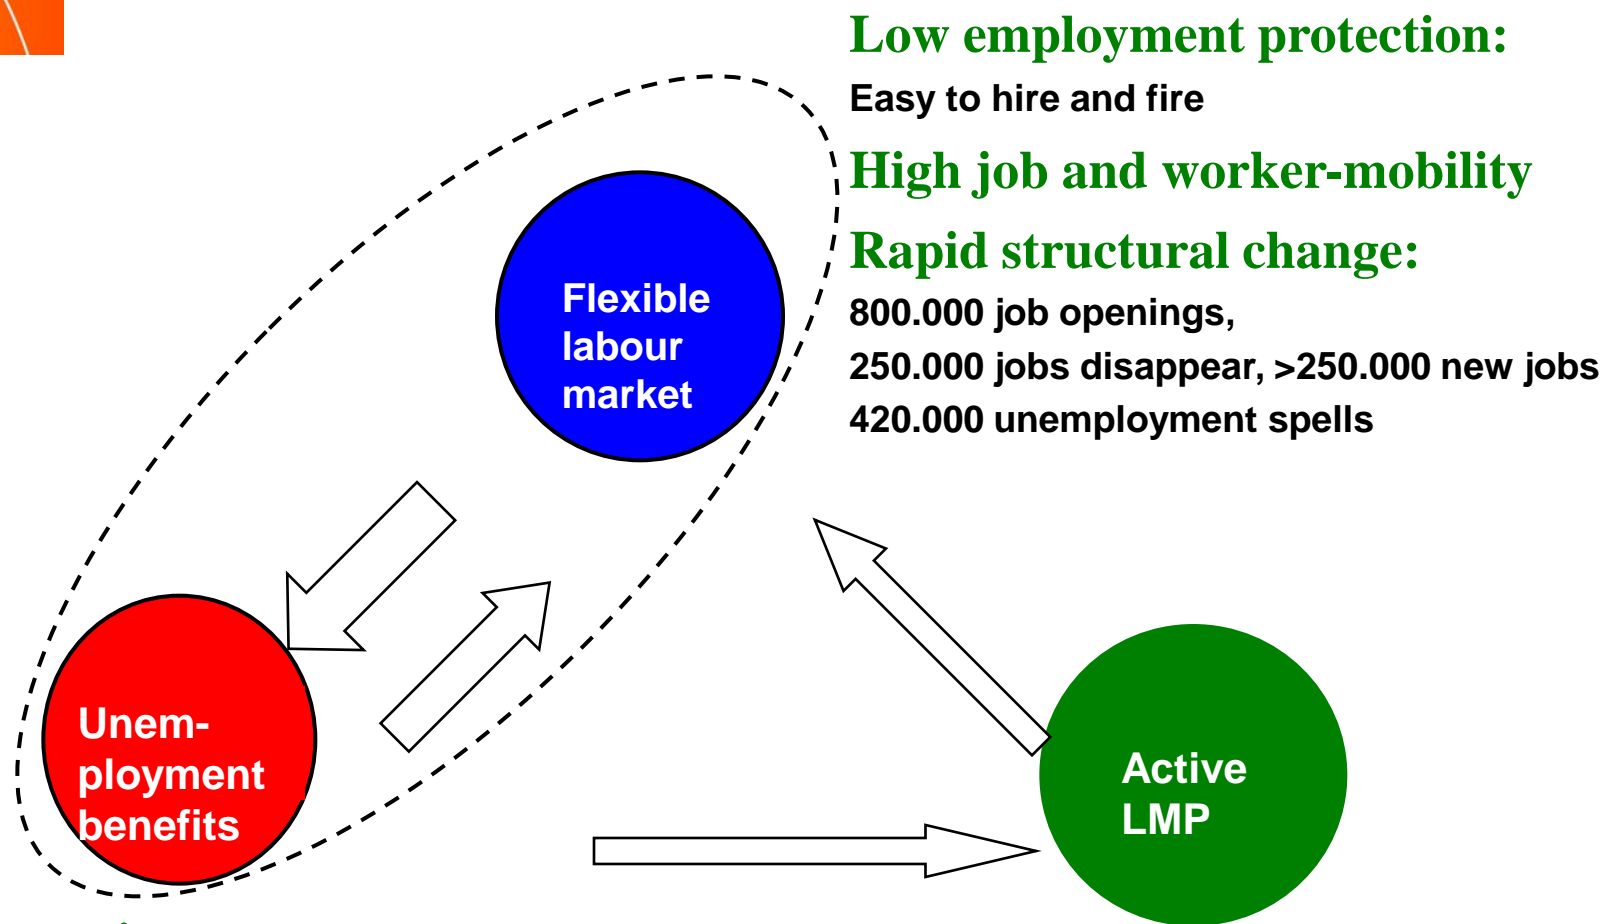 Low employment protection:
Easy to hire and fire
High job and worker-mobility
Rapid structural change:
800.000 job openings,
250.000 jobs disappear, >250.000 new jobs
420.000 unemployment spells
Flexible
labour
market
Unem-
ployment
benefits
Active
LMP